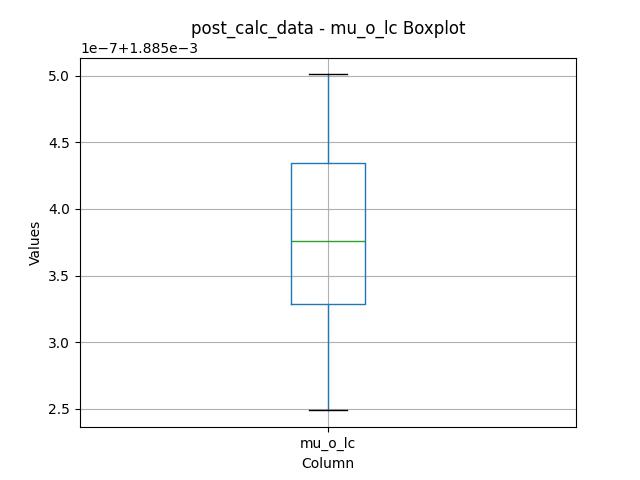 post_calc_data - mu_o_lc Boxplot
1e−7+1.885e−3
5.0
4.5
4.0
3.5
3.0
2.5
Values
mu_o_lc
Column